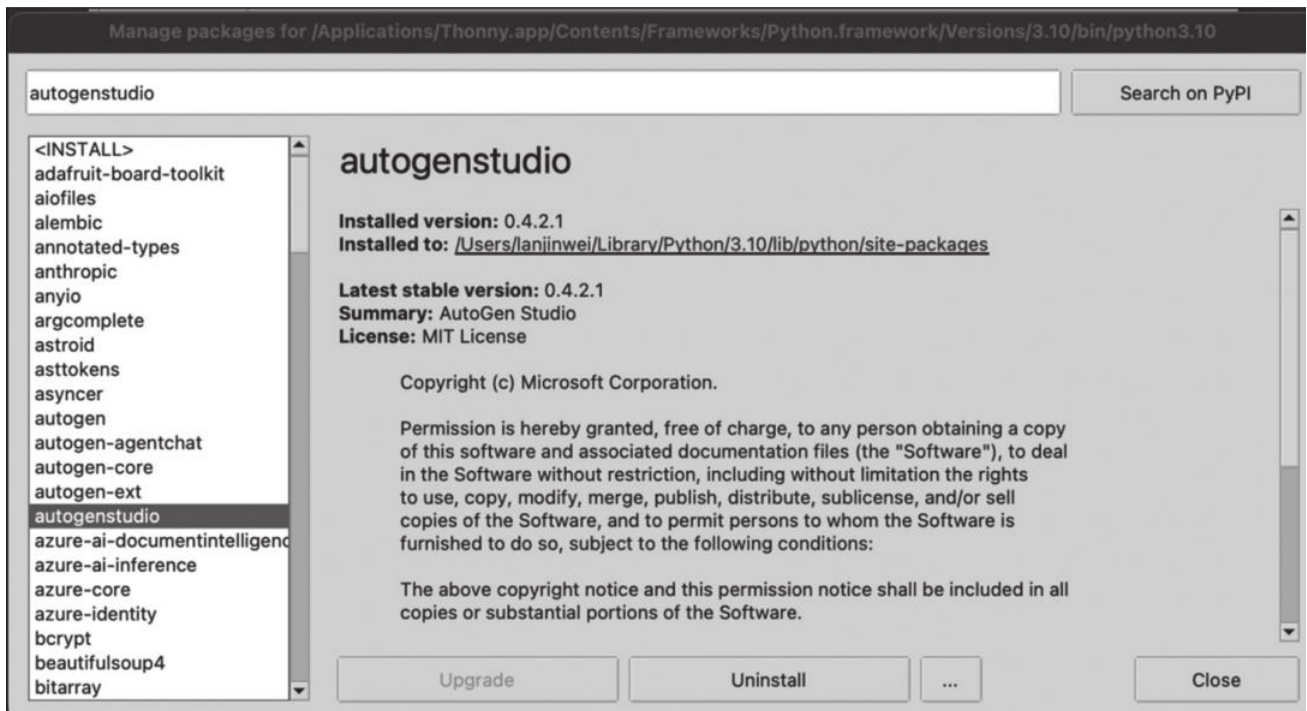 Manage packages for /Applications/Thonny.app/Contents/Frameworks/Python.framework/Versions/3.10/bin/python3.10
autogenstudio
Search on PyPI
<INSTALL>
adafruit-board-toolkit
aiofiles
alembic
annotated-types
anthropic
anyio
argcomplete
astroid
asttokens
asyncer
autogen
autogen-agentchat
autogen-core
autogen-ext
autogenstudio
azure-ai-documentintelligenc
azure-ai-inference
azure-core
azure-identity
bcrypt
beautifulsoup4
bitarray
autogenstudio
Installed version: 0.4.2.1
Installed to: /Users/lanjinwei/Library/Python/3.10/lib/python/site-packages
Latest stable version: 0.4.2.1
Summary: AutoGen Studio
License: MIT License
Copyright (c) Microsoft Corporation.
Permission is hereby granted, free of charge, to any person obtaining a copy
of this software and associated documentation files (the "Software"), to deal
in the Software without restriction, including without limitation the rights
to use, copy, modify, merge, publish, distribute, sublicense, and/or sell
copies of the Software, and to permit persons to whom the Software is
furnished to do so, subject to the following conditions:
The above copyright notice and this permission notice shall be included in all
copies or substantial portions of the Software.
Upgrade
Uninstall
...
Close